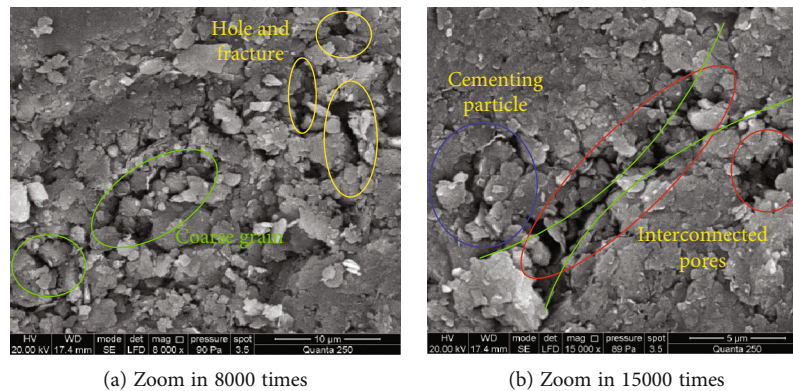 Hole and
fracture
Coarse grain
HV WD mode det mag □ pressure spot 10 µm
20.00 kV 17.4 mm SE LFD 8 000 x 90 Pa 3.5 Quanta 250
(a) Zoom in 8000 times
Cementing
particle
Interconnected
pores
HV WD mode det mag □ pressure spot 5 µm
20.00 kV 17.4 mm SE LFD 15 000 x 89 Pa 3.5 Quanta 250
(b) Zoom in 15000 times